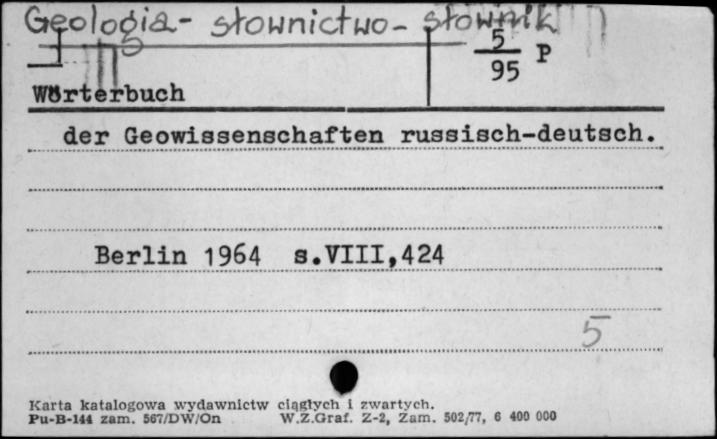 Geologia - słownictwo - słownik
5
95 P
Wörterbuch
der Geowissenschaften russisch-deutsch.
Berlin 1964 s.VIII,424
5
Karta katalogowa wydawnictw ciągłych i zwartych.
Pu-B-144 zam. 567/DW/On W.Z.Graf. Z-2, Zam. 502/77, 6 400 000